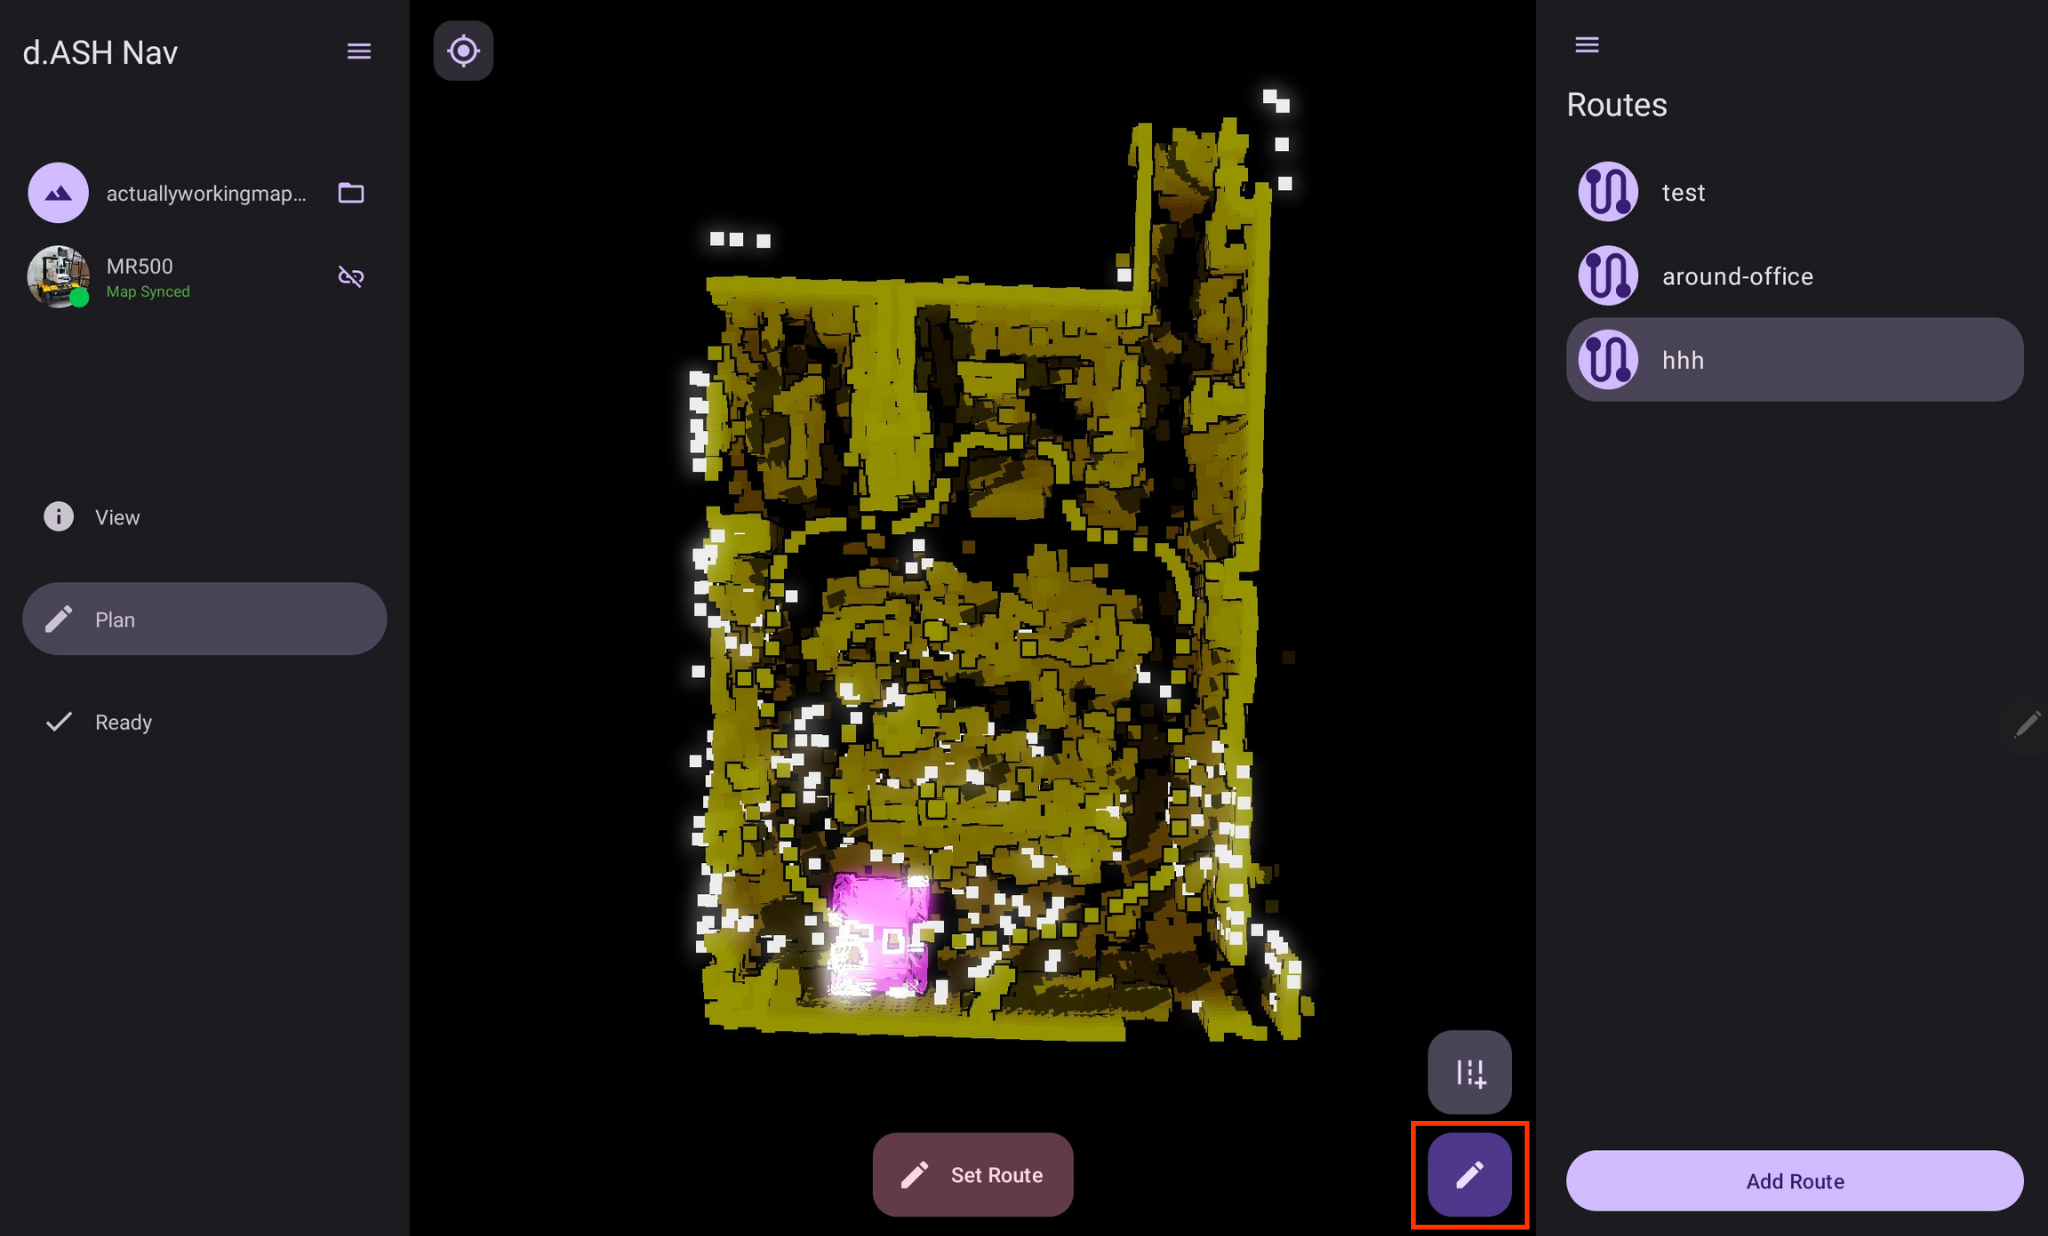 d.ASH Nav
actuallyworkingmap...
MR500
Map Synced
View
Plan
Ready
Set Route
Routes
test
around-office
hhh
Add Route